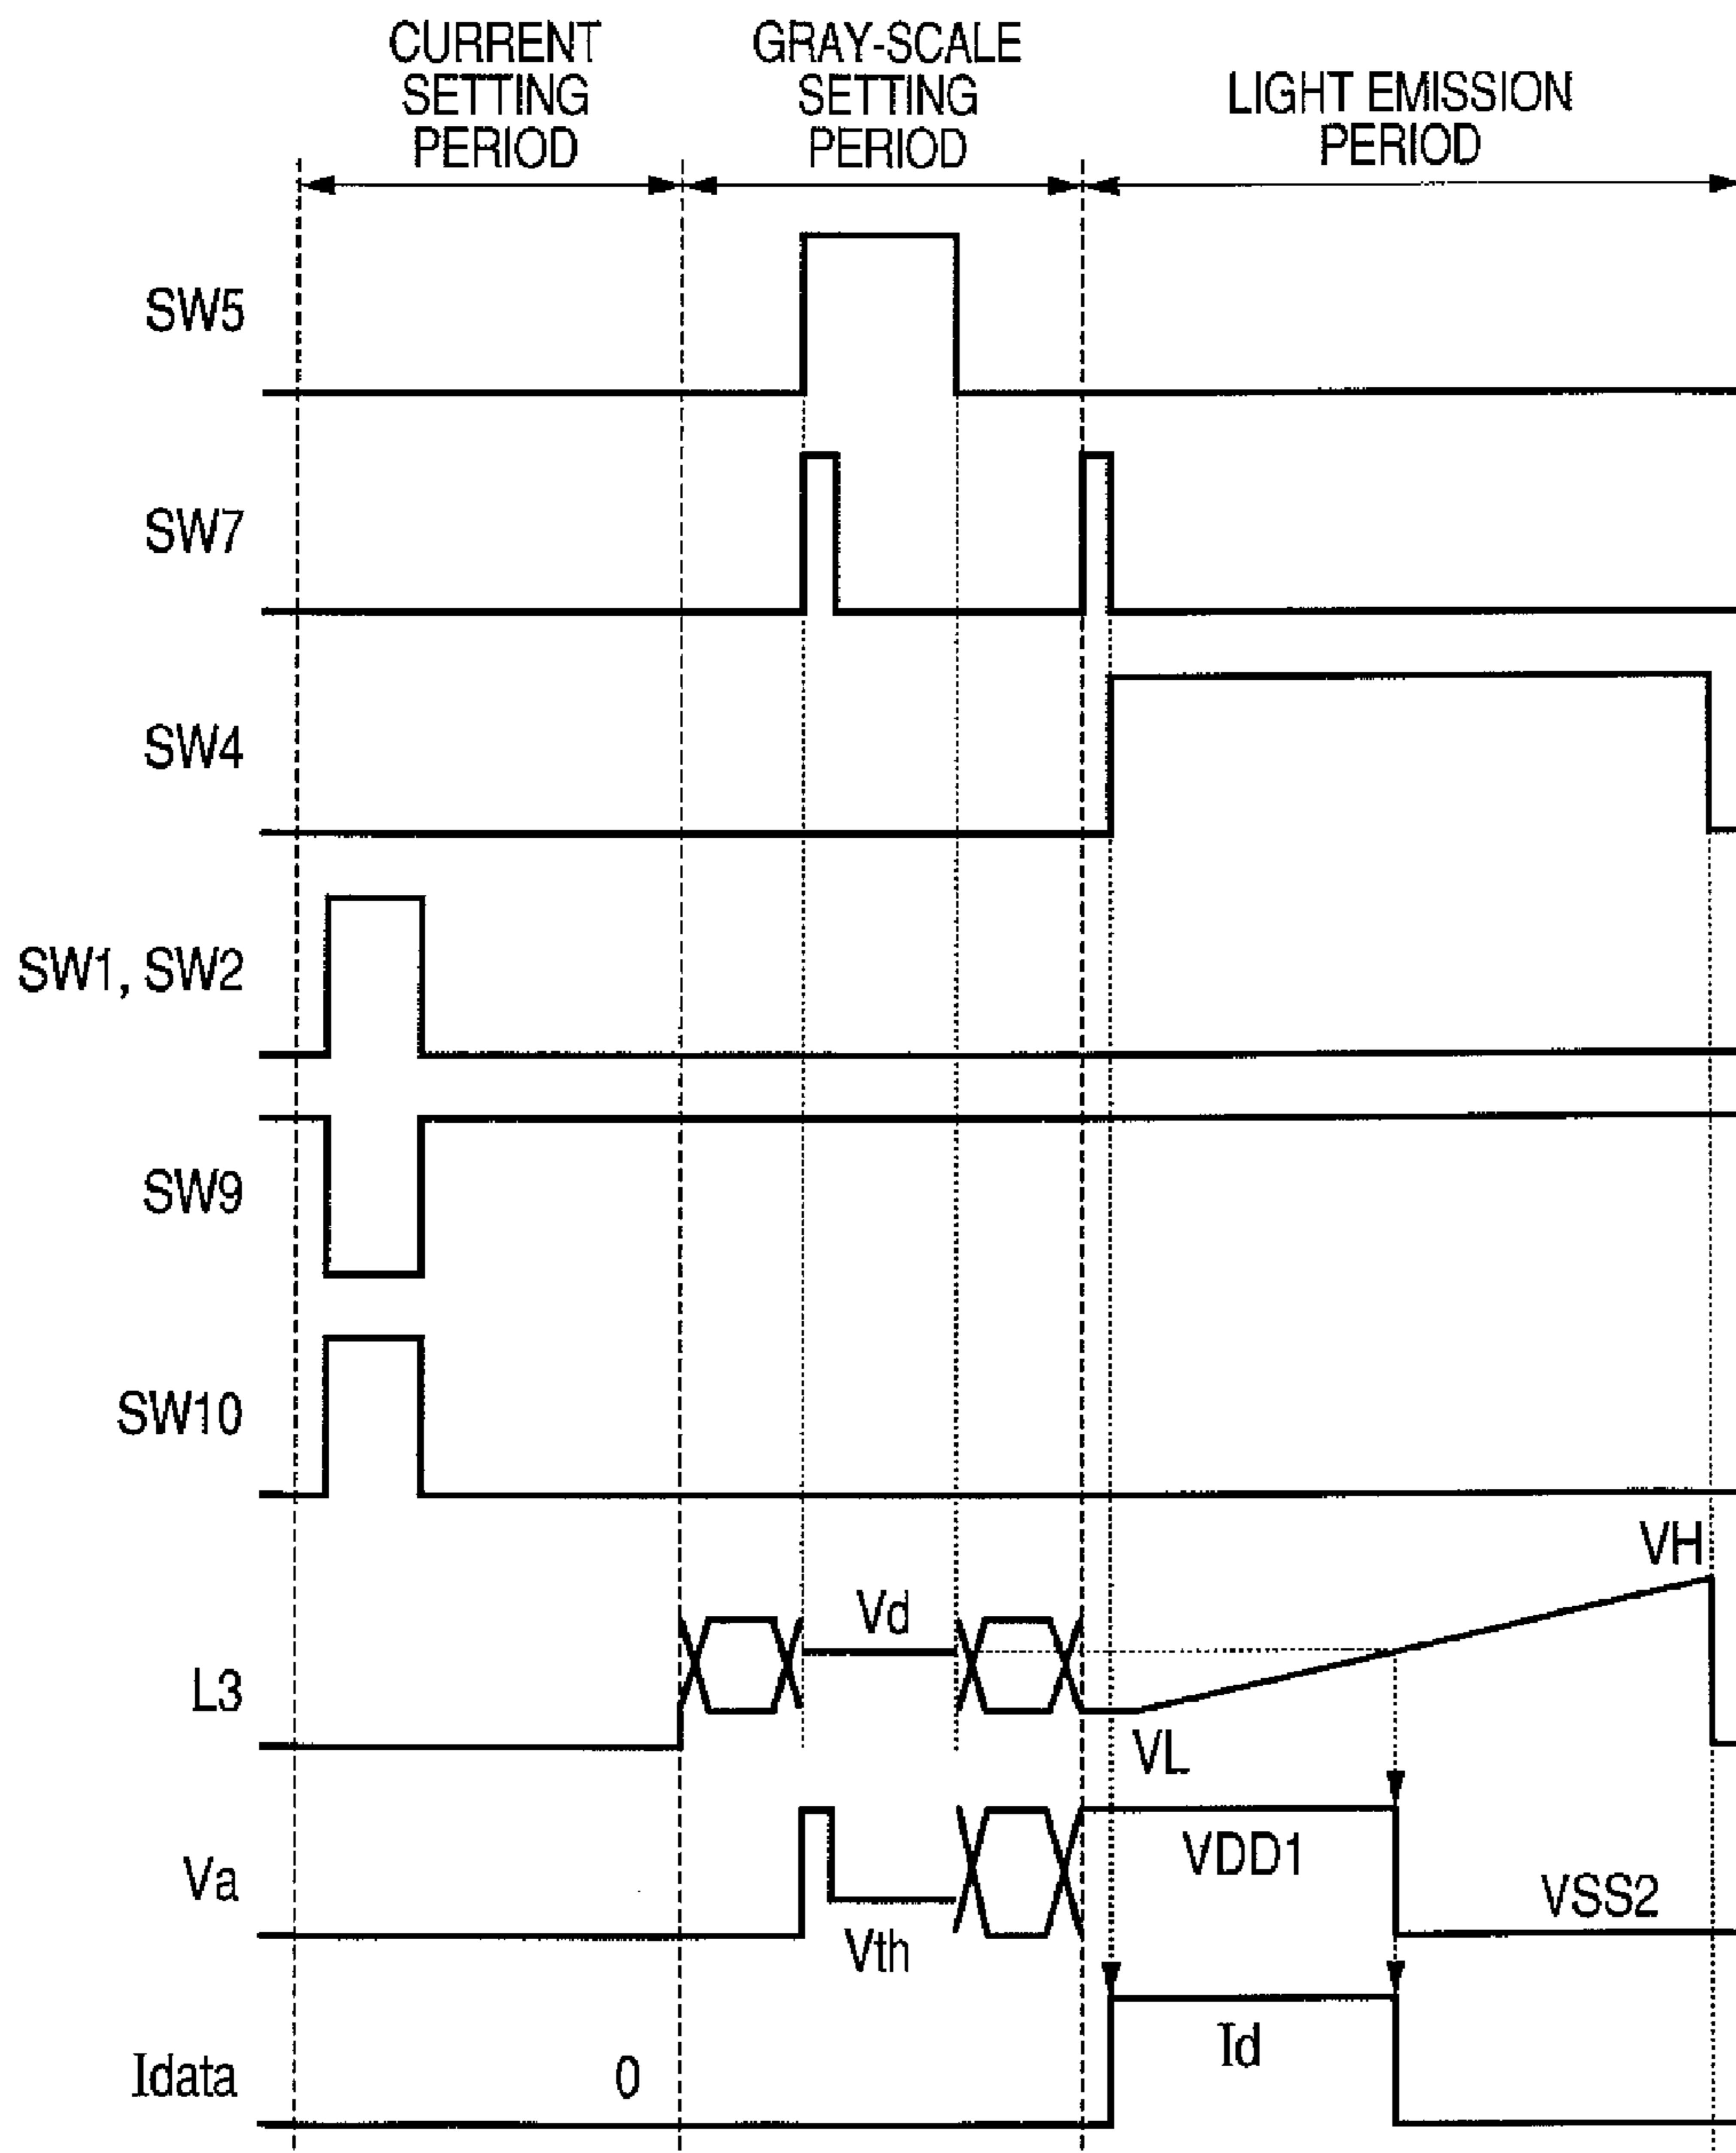 CURRENT
SETTING
PERIOD
GRAY-SCALE
SETTING
PERIOD
LIGHT EMISSION
PERIOD
SW5
SW7
SW4
SW1, SW2
SW9
SW10
VH
Vd
L3
VL
VDD1
Va
VSS2
Vth
Id
Idata
0